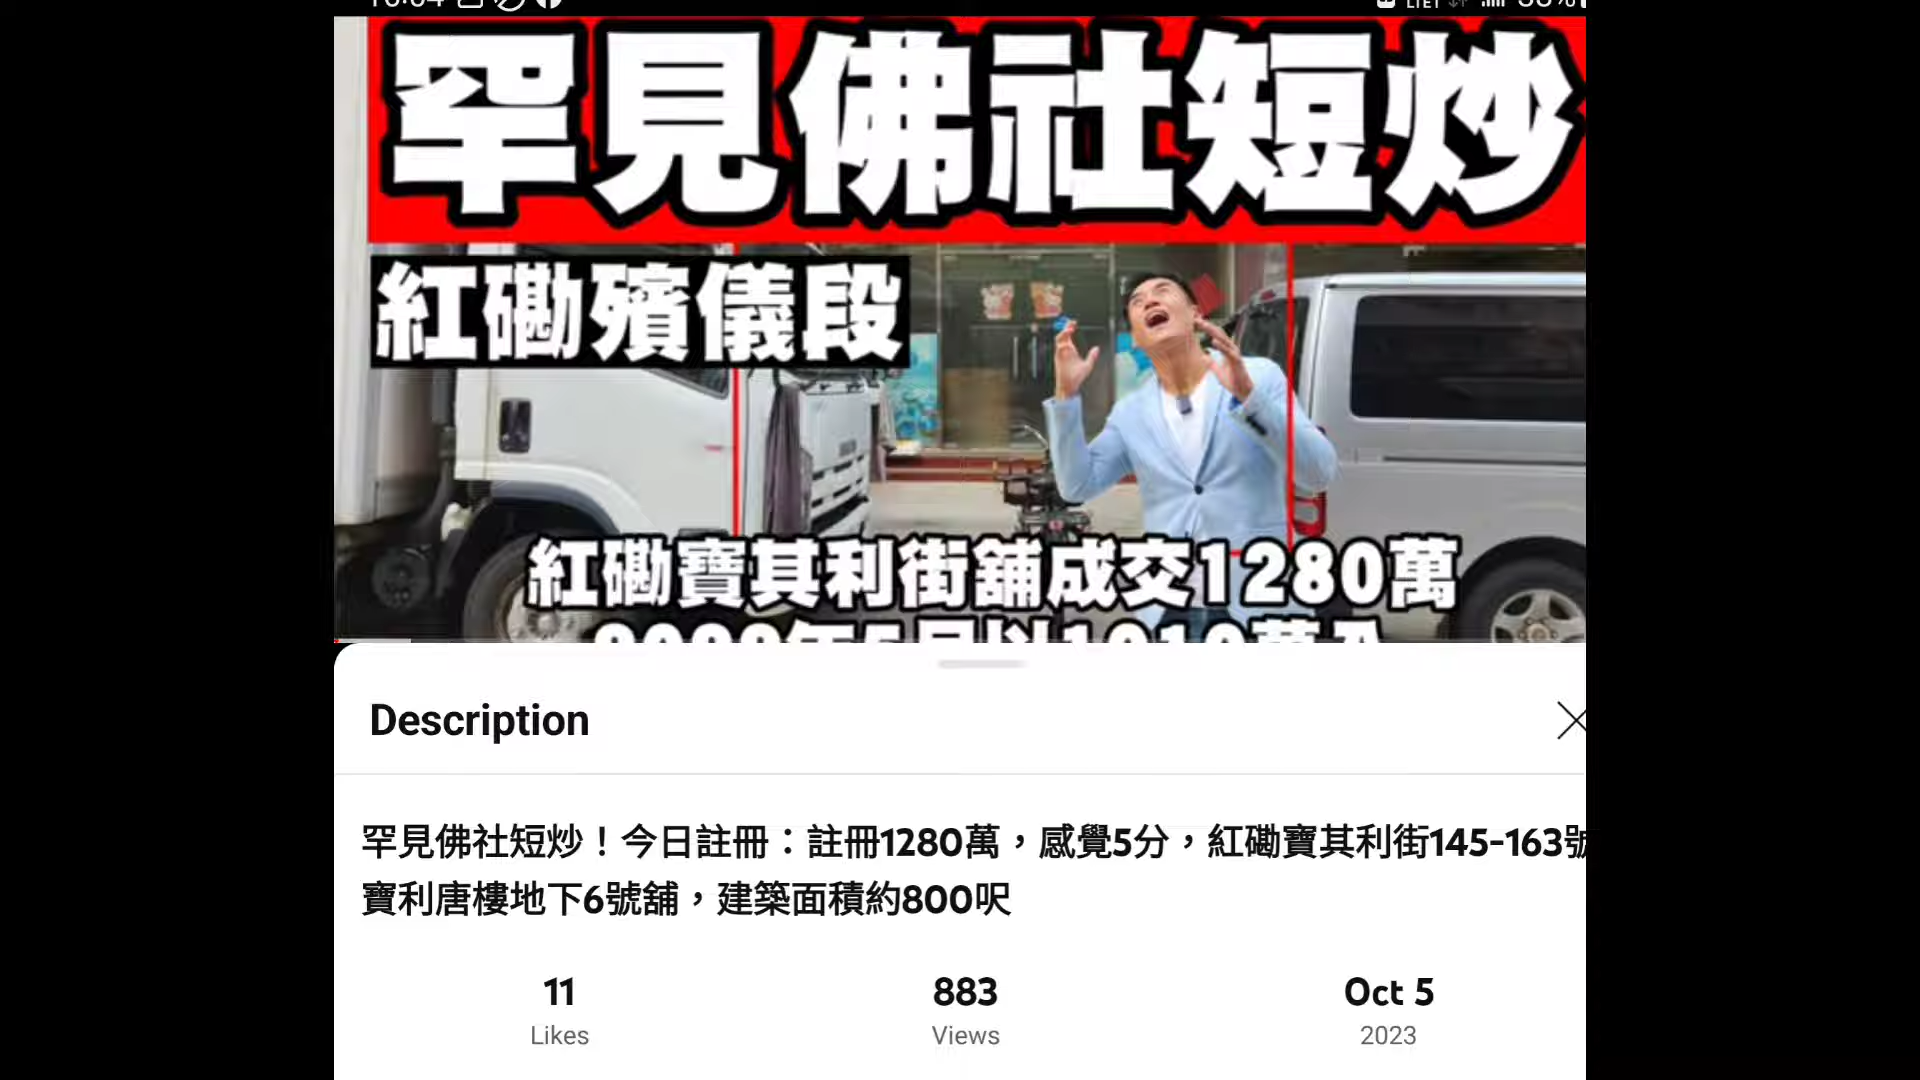 罕見佛社短炒
紅磡殯儀段
紅磡寶其利街舖成交1280萬
Description
罕見佛社短炒！今日註冊：註冊1280萬，感覺5分，紅磡寶其利街145-163號
寶利唐樓地下6號舖，建築面積約800呎
11
Likes
883
Views
Oct 5
2023